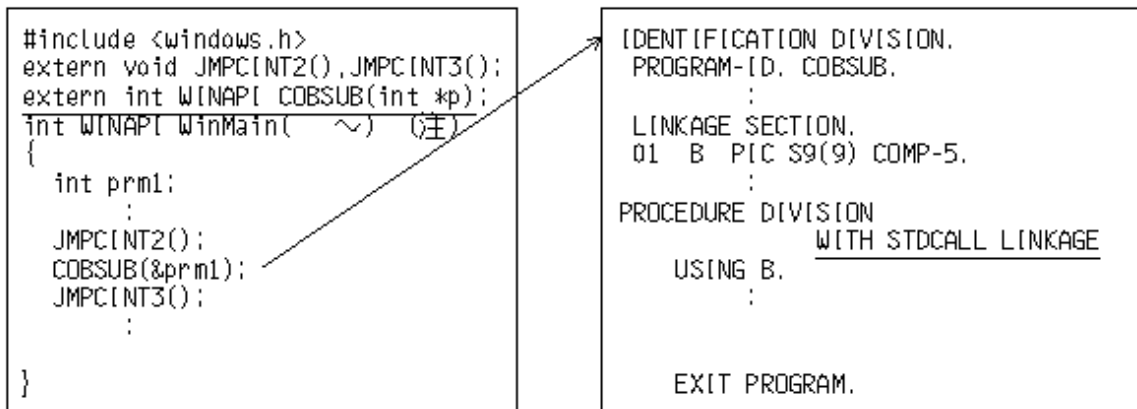 #include <windows.h>
extern void JMPCINT2(),JMPCINT3();
extern int WINAPI COBSUB(int *p);
int WINAPI WinMain( ～) (注)
{
int prm1;
:
JMPCINT2();
COBSUB(&prm1);
JMPCINT3();
:
}
IDENTIFICATION DIVISION.
PROGRAM-ID. COBSUB.
:
LINKAGE SECTION.
01 B PIC S9(9) COMP-5.
:
PROCEDURE DIVISION
WITH STDCALL LINKAGE
USING B.
:
EXIT PROGRAM.